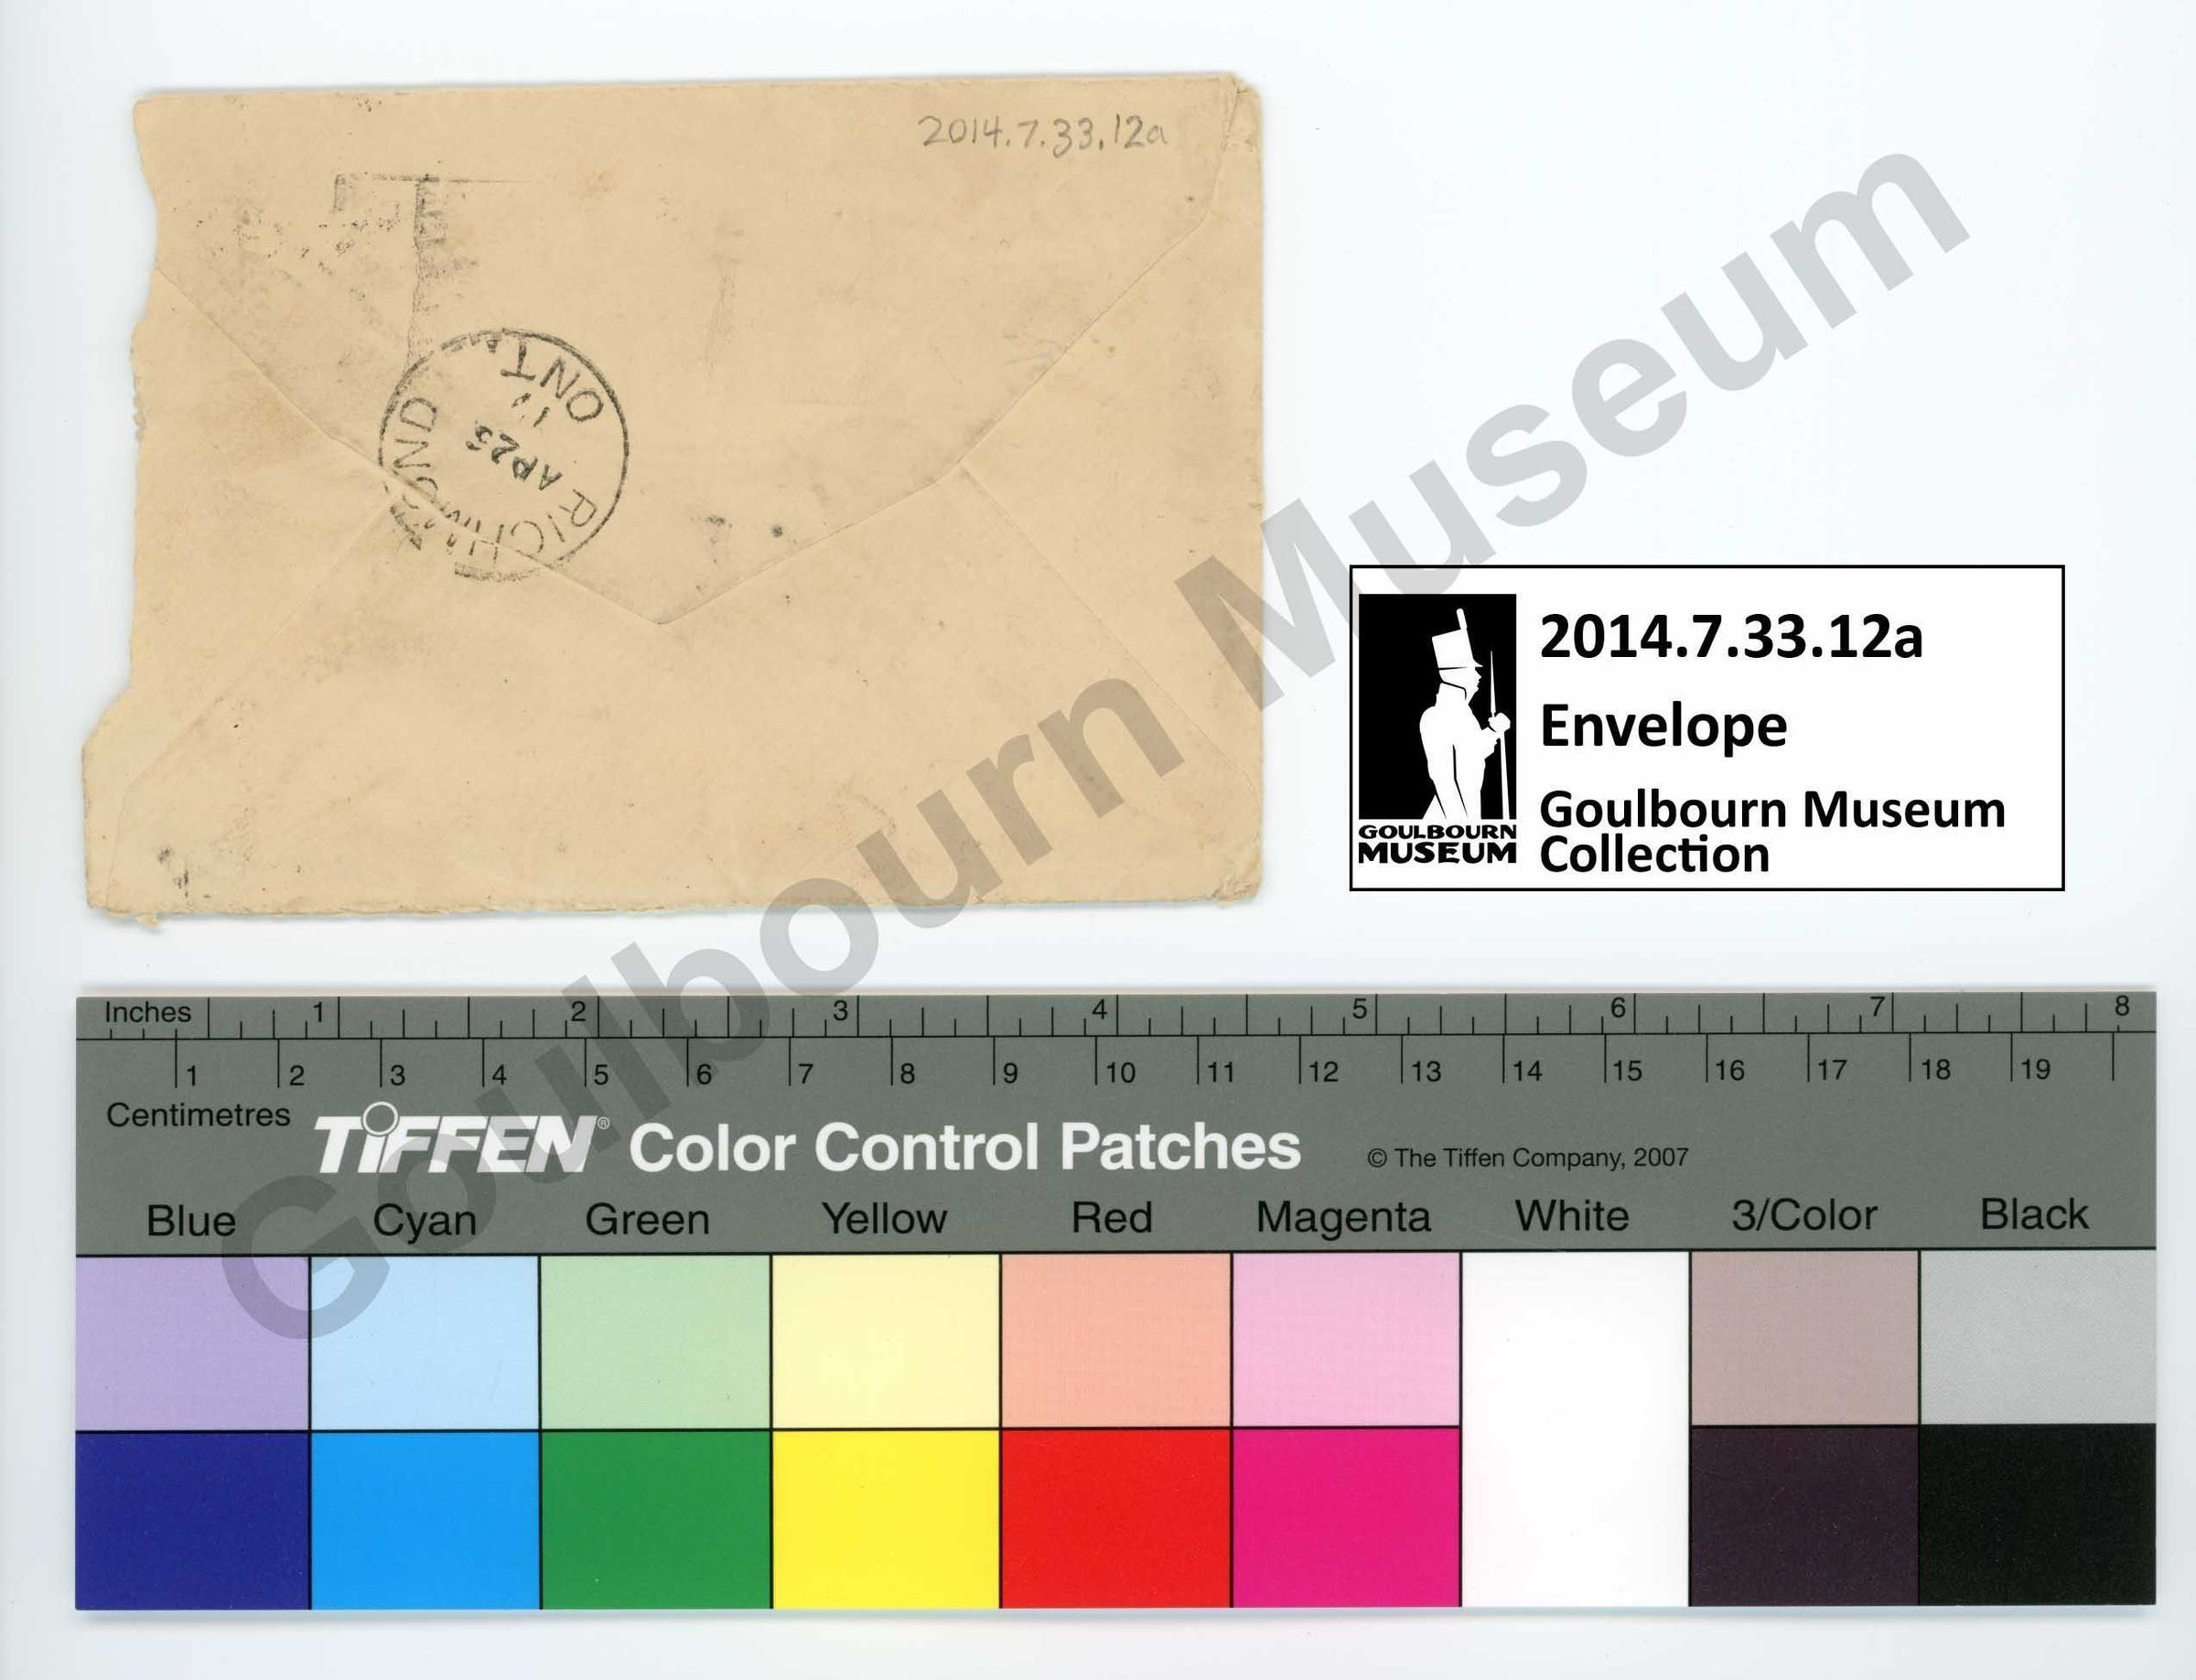 2014.7.33.12a
RICHMOND
AP 25
ONT
2014.7.33.12a
Envelope
Goulbourn Museum
Collection
GOULBOURN
MUSEUM
Goulbourn Museum
Inches 1 2 3 4 5 6 7 8
1 2 3 4 5 6 7 8 9 10 11 12 13 14 15 16 17 18 19
Centimetres
TIFFEN® Color Control Patches © The Tiffen Company, 2007
Blue Cyan Green Yellow Red Magenta White 3/Color Black